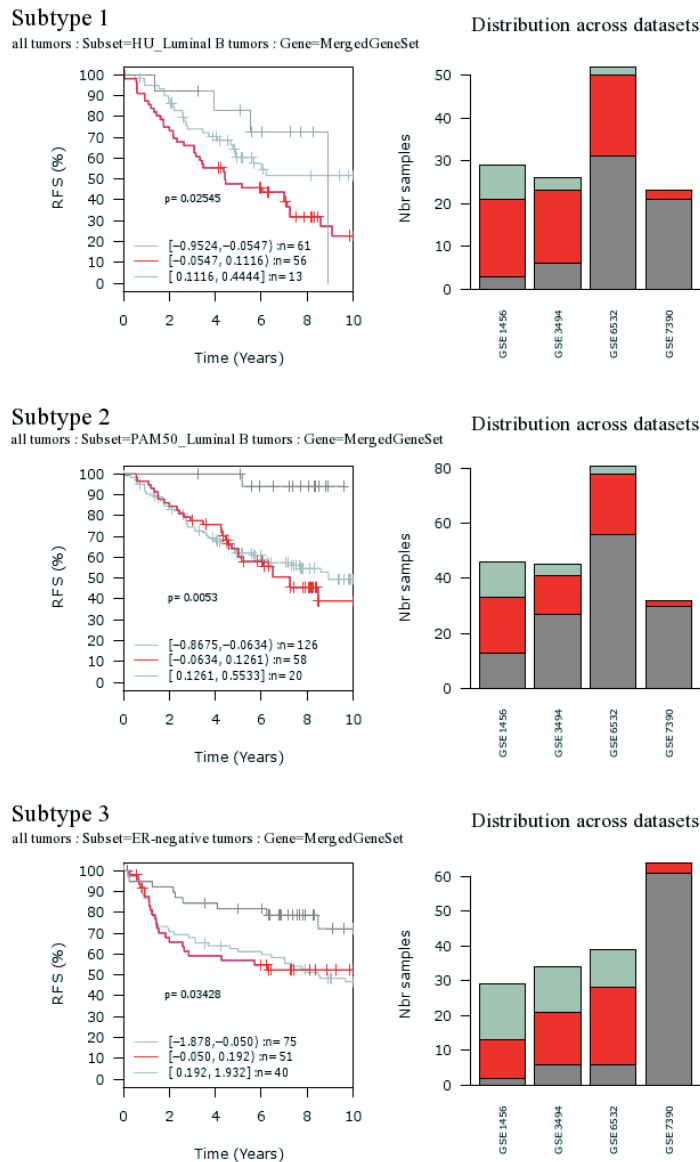 Subtype 1
all tumors : Subset=HU_Luminal B tumors : Gene=MergedGeneSet
Distribution across datasets
100
90
80
70
60
50
40
30
20
10
0
RFS (%)
p= 0.02545
[−0.9524,−0.0547) :n= 61
[−0.0547, 0.1116) :n= 56
[ 0.1116, 0.4444] :n= 13
0 2 4 6 8 10
Time (Years)
50
40
30
20
10
0
Nbr samples
GSE1456
GSE3494
GSE6532
GSE7390
Subtype 2
all tumors : Subset=PAM50_Luminal B tumors : Gene=MergedGeneSet
Distribution across datasets
100
90
80
70
60
50
40
30
20
10
0
RFS (%)
p= 0.0053
[−0.8675,−0.0634) :n= 126
[−0.0634, 0.1261) :n= 58
[ 0.1261, 0.5533] :n= 20
0 2 4 6 8 10
Time (Years)
80
60
40
20
0
Nbr samples
GSE1456
GSE3494
GSE6532
GSE7390
Subtype 3
all tumors : Subset=ER-negative tumors : Gene=MergedGeneSet
Distribution across datasets
100
90
80
70
60
50
40
30
20
10
0
RFS (%)
p= 0.03428
[−1.878,−0.050) :n= 75
[−0.050, 0.192) :n= 51
[ 0.192, 1.932] :n= 40
0 2 4 6 8 10
Time (Years)
60
50
40
30
20
10
0
Nbr samples
GSE1456
GSE3494
GSE6532
GSE7390